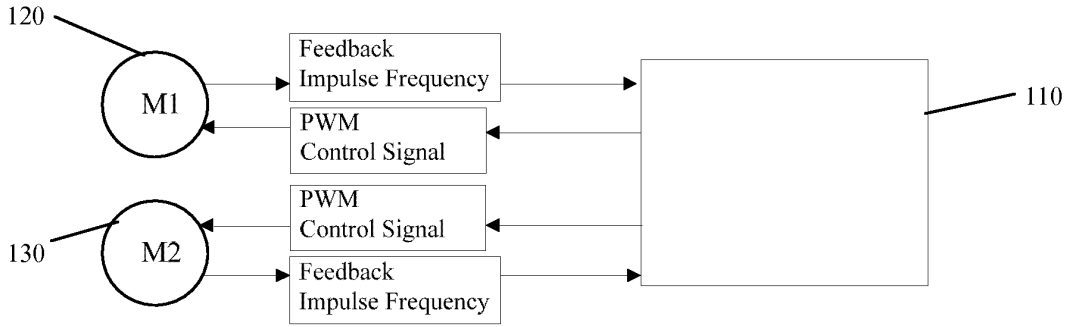 120
Feedback
Impulse Frequency
M1
110
PWM
Control Signal
PWM
Control Signal
130
M2
Feedback
Impulse Frequency